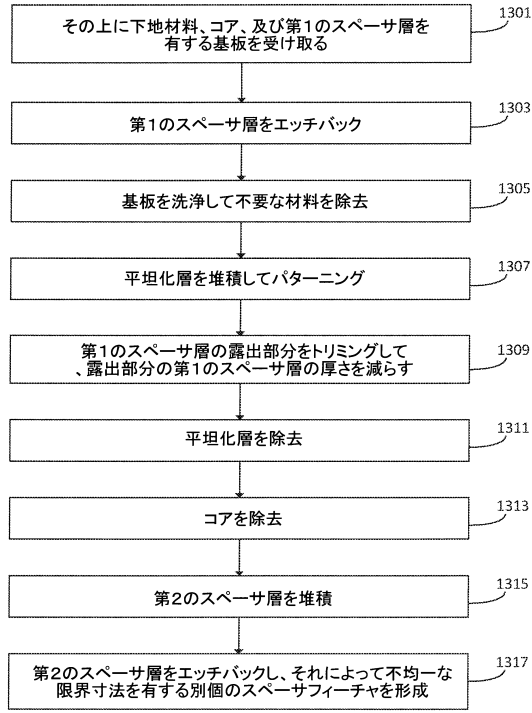 その上に下地材料、コア、及び第1のスペーサ層を
有する基板を受け取る
1301
第1のスペーサ層をエッチバック
1303
基板を洗浄して不要な材料を除去
1305
平坦化層を堆積してパターニング
1307
第1のスペーサ層の露出部分をトリミングして
、露出部分の第1のスペーサ層の厚さを減らす
1309
平坦化層を除去
1311
コアを除去
1313
第2のスペーサ層を堆積
1315
第2のスペーサ層をエッチバックし、それによって不均一な
限界寸法を有する別個のスペーサフィーチャを形成
1317